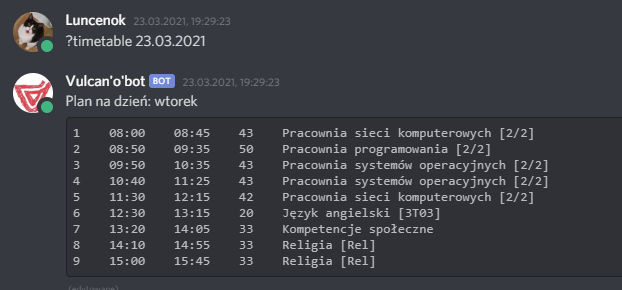 Luncenok 23.03.2021, 19:29:23
?timetable 23.03.2021
Vulcan'o'bot BOT 23.03.2021, 19:29:23
Plan na dzień: wtorek
1 08:00 08:45 43 Pracownia sieci komputerowych [2/2]
2 08:50 09:35 50 Pracownia programowania [2/2]
3 09:50 10:35 43 Pracownia systemów operacyjnych [2/2]
4 10:40 11:25 43 Pracownia systemów operacyjnych [2/2]
5 11:30 12:15 42 Pracownia sieci komputerowych [2/2]
6 12:30 13:15 20 Język angielski [3T03]
7 13:20 14:05 33 Kompetencje społeczne
8 14:10 14:55 33 Religia [Rel]
9 15:00 15:45 33 Religia [Rel]
(edytowane)